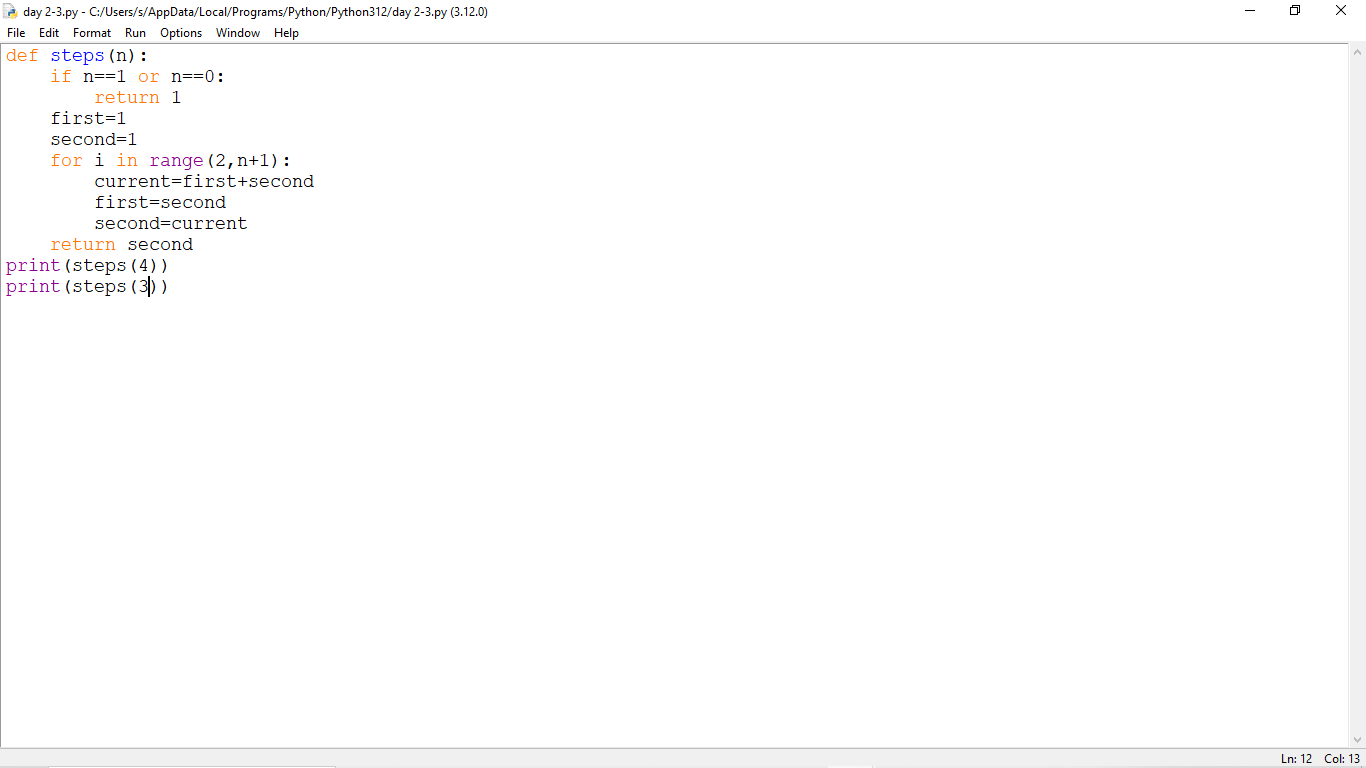 day 2-3.py - C:/Users/s/AppData/Local/Programs/Python/Python312/day 2-3.py (3.12.0)
File Edit Format Run Options Window Help
def steps(n):
    if n==1 or n==0:
        return 1
    first=1
    second=1
    for i in range(2,n+1):
        current=first+second
        first=second
        second=current
    return second
print(steps(4))
print(steps(3))
Ln: 12 Col: 13